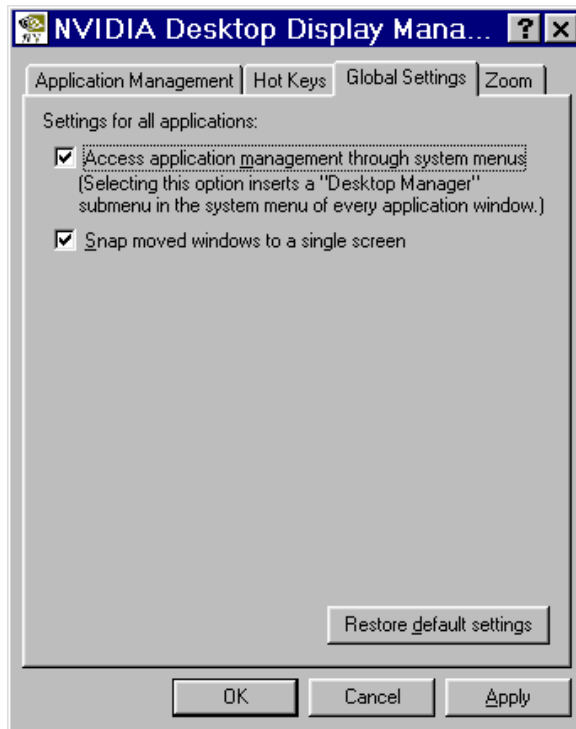 NVIDIA Desktop Display Mana...
Application Management
Hot Keys
Global Settings
Zoom
Settings for all applications:
Access application management through system menus
(Selecting this option inserts a "Desktop Manager"
submenu in the system menu of every application window.)
Snap moved windows to a single screen
Restore default settings
OK
Cancel
Apply